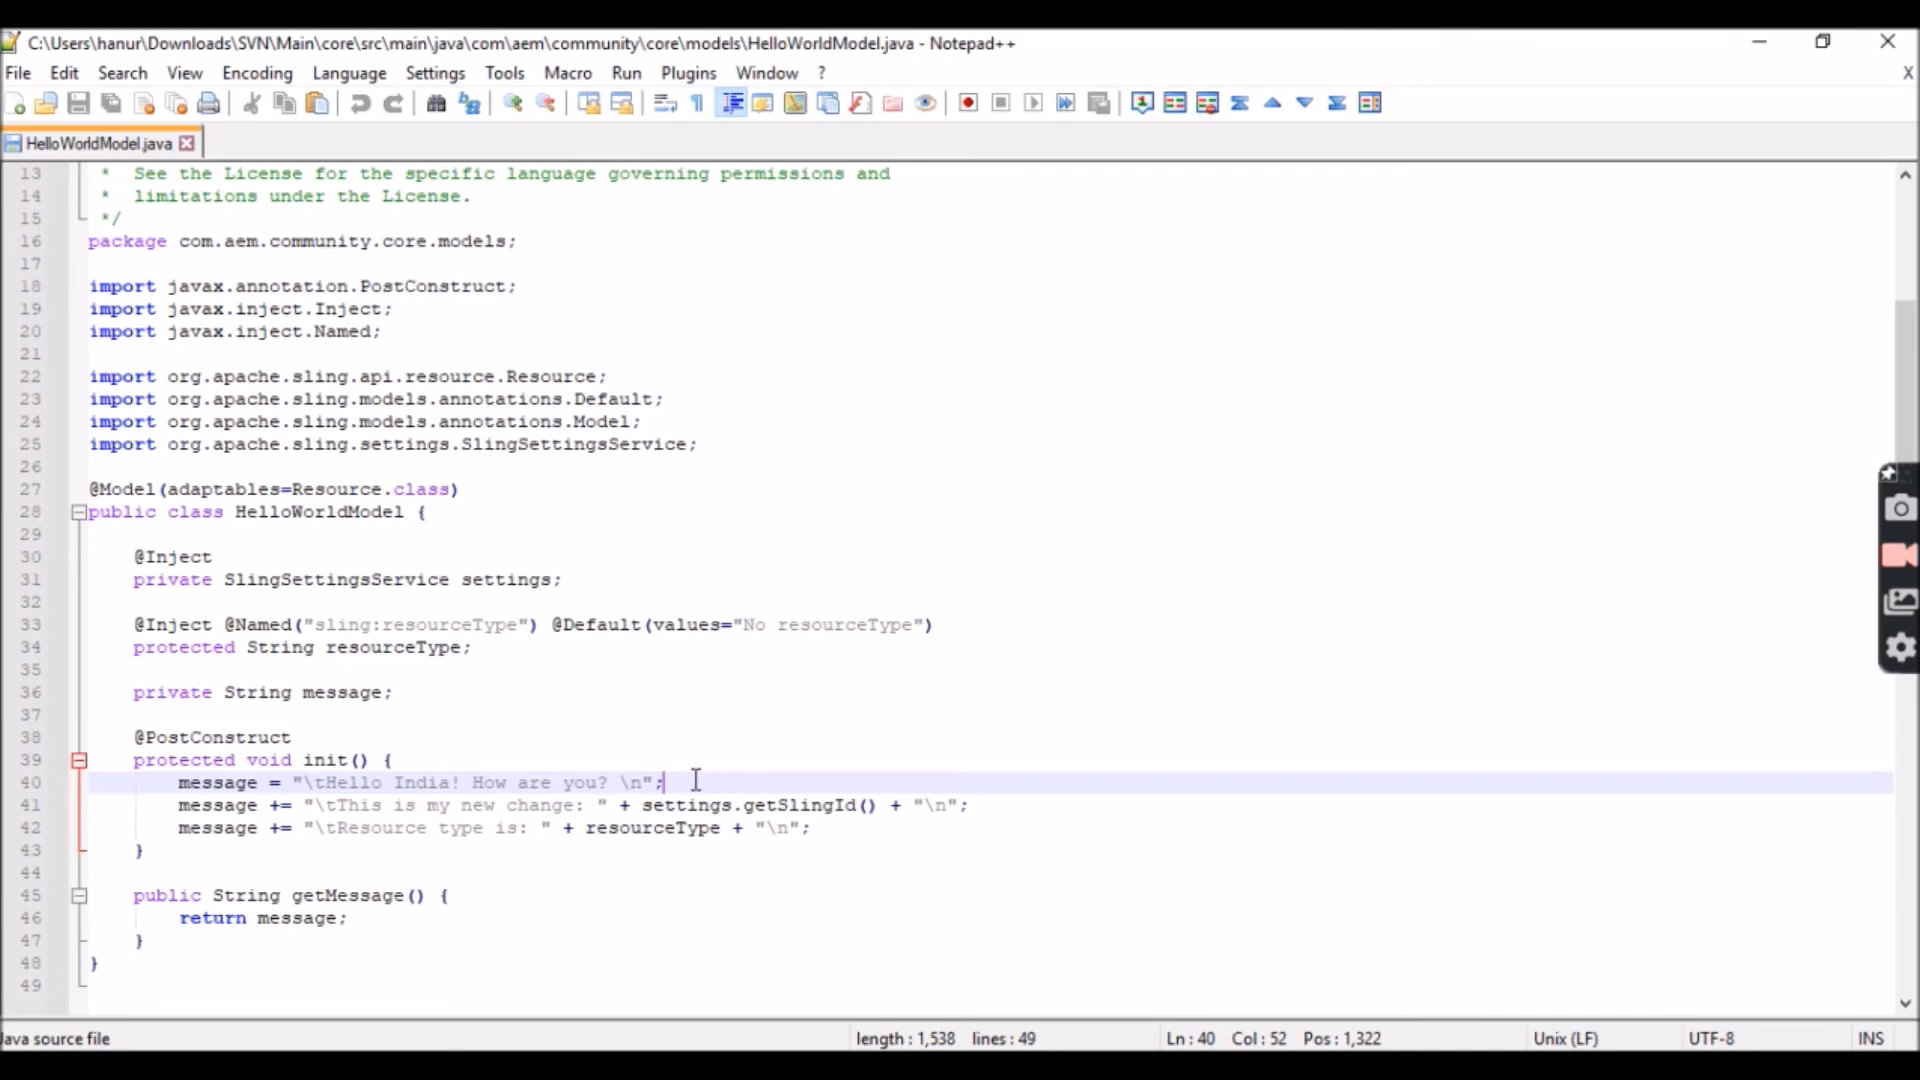 C:\Users\hanur\Downloads\SVN\Main\core\src\main\java\com\aem\community\core\models\HelloWorldModel.java - Notepad++
File Edit Search View Encoding Language Settings Tools Macro Run Plugins Window ? X
HelloWorldModel.java
13 * See the License for the specific language governing permissions and
14 * limitations under the License.
15 */
16 package com.aem.community.core.models;
17
18 import javax.annotation.PostConstruct;
19 import javax.inject.Inject;
20 import javax.inject.Named;
21
22 import org.apache.sling.api.resource.Resource;
23 import org.apache.sling.models.annotations.Default;
24 import org.apache.sling.models.annotations.Model;
25 import org.apache.sling.settings.SlingSettingsService;
26
27 @Model(adaptables=Resource.class)
28 public class HelloWorldModel {
29
30     @Inject
31     private SlingSettingsService settings;
32
33     @Inject @Named("sling:resourceType") @Default(values="No resourceType")
34     protected String resourceType;
35
36     private String message;
37
38     @PostConstruct
39     protected void init() {
40         message = "\tHello India! How are you? \n";
41         message += "\tThis is my new change: " + settings.getSlingId() + "\n";
42         message += "\tResource type is: " + resourceType + "\n";
43     }
44
45     public String getMessage() {
46         return message;
47     }
48 }
49
Java source file length : 1,538 lines : 49 Ln : 40 Col : 52 Pos : 1,322 Unix (LF) UTF-8 INS